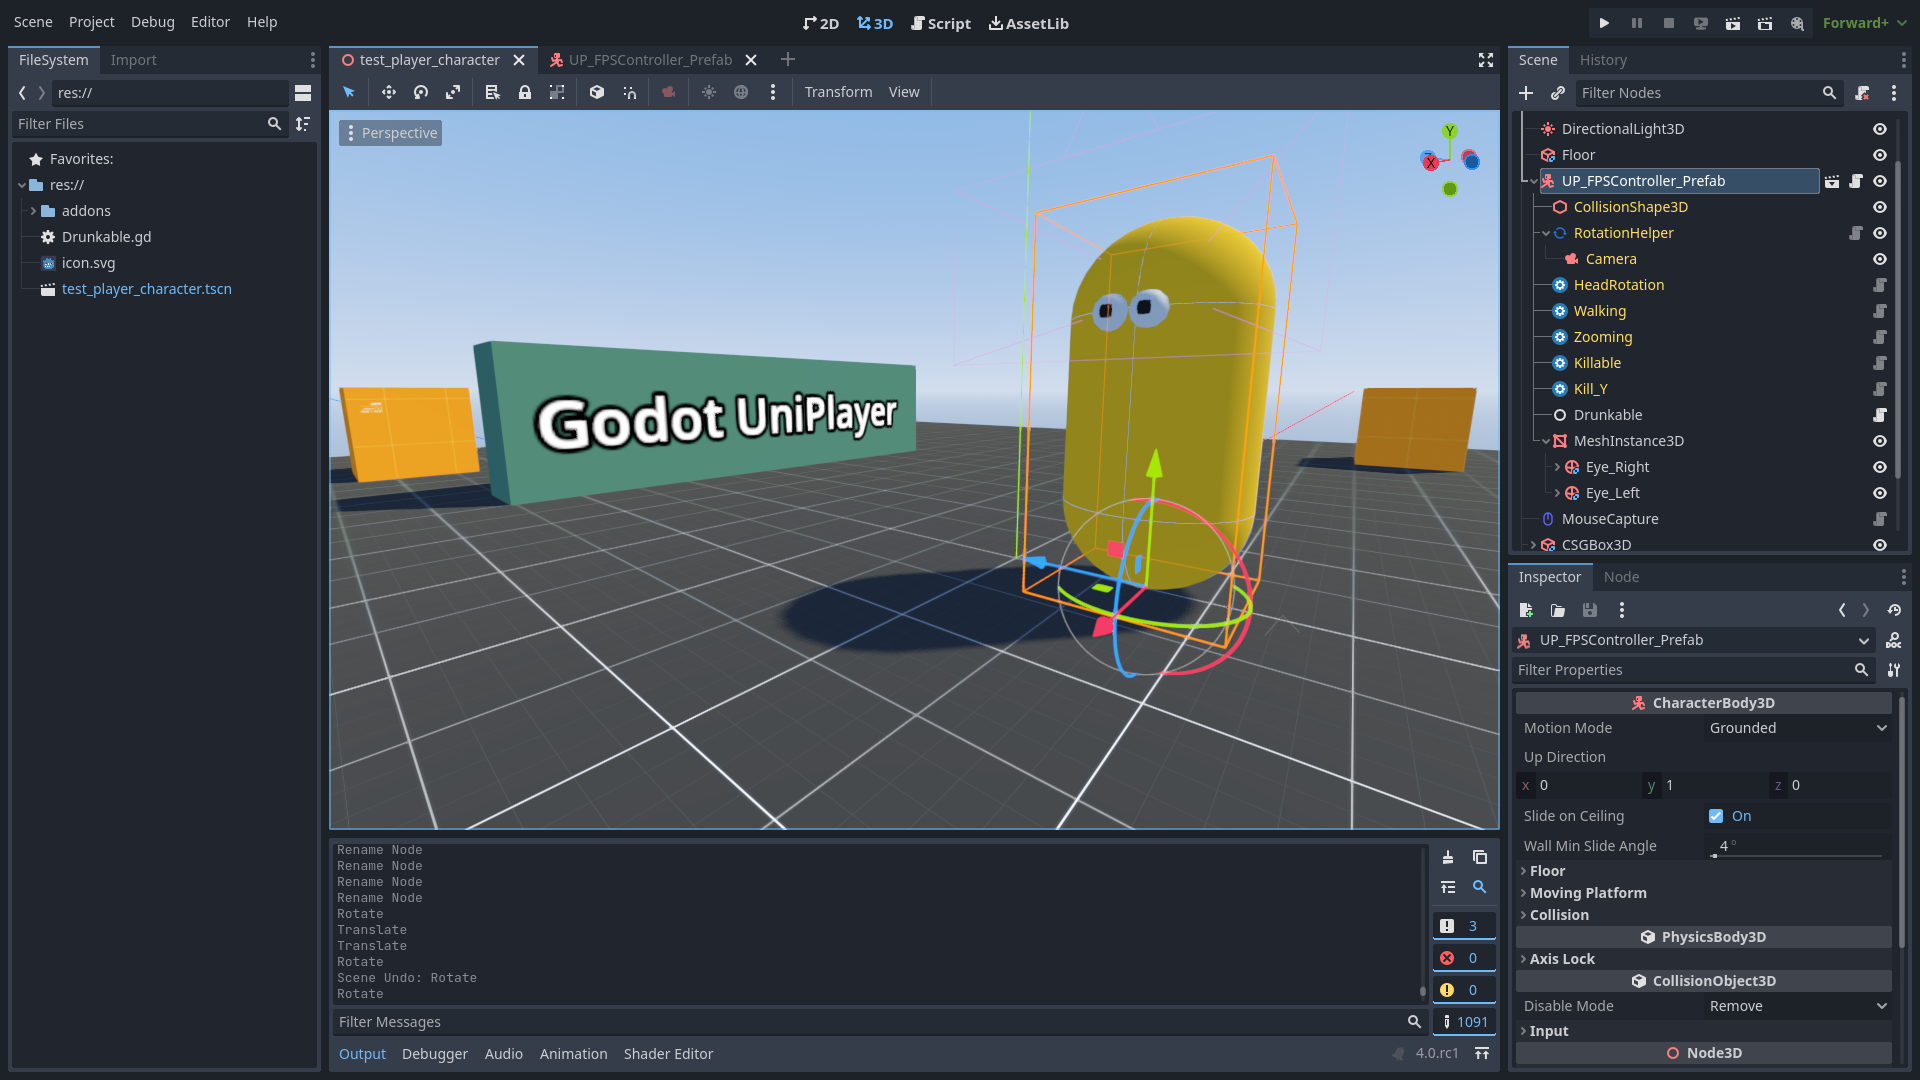 Scene Project Debug Editor Help
2D 3D Script AssetLib
Forward+
FileSystem Import
res://
Filter Files
Favorites:
res://
addons
Drunkable.gd
icon.svg
test_player_character.tscn
test_player_character UP_FPSController_Prefab
Transform View
Perspective
Y
Z
X
Godot UniPlayer
Rename Node
Rename Node
Rename Node
Rename Node
Rotate
Translate
Translate
Rotate
Scene Undo: Rotate
Rotate
3
0
0
1091
Filter Messages
Output Debugger Audio Animation Shader Editor
4.0.rc1
Scene History
Filter Nodes
DirectionalLight3D
Floor
UP_FPSController_Prefab
CollisionShape3D
RotationHelper
Camera
HeadRotation
Walking
Zooming
Killable
Kill_Y
Drunkable
MeshInstance3D
Eye_Right
Eye_Left
MouseCapture
CSGBox3D
Inspector Node
UP_FPSController_Prefab
DOC
Filter Properties
CharacterBody3D
Motion Mode Grounded
Up Direction
x 0 y 1 z 0
Slide on Ceiling On
Wall Min Slide Angle 4 °
Floor
Moving Platform
Collision
PhysicsBody3D
Axis Lock
CollisionObject3D
Disable Mode Remove
Input
Node3D